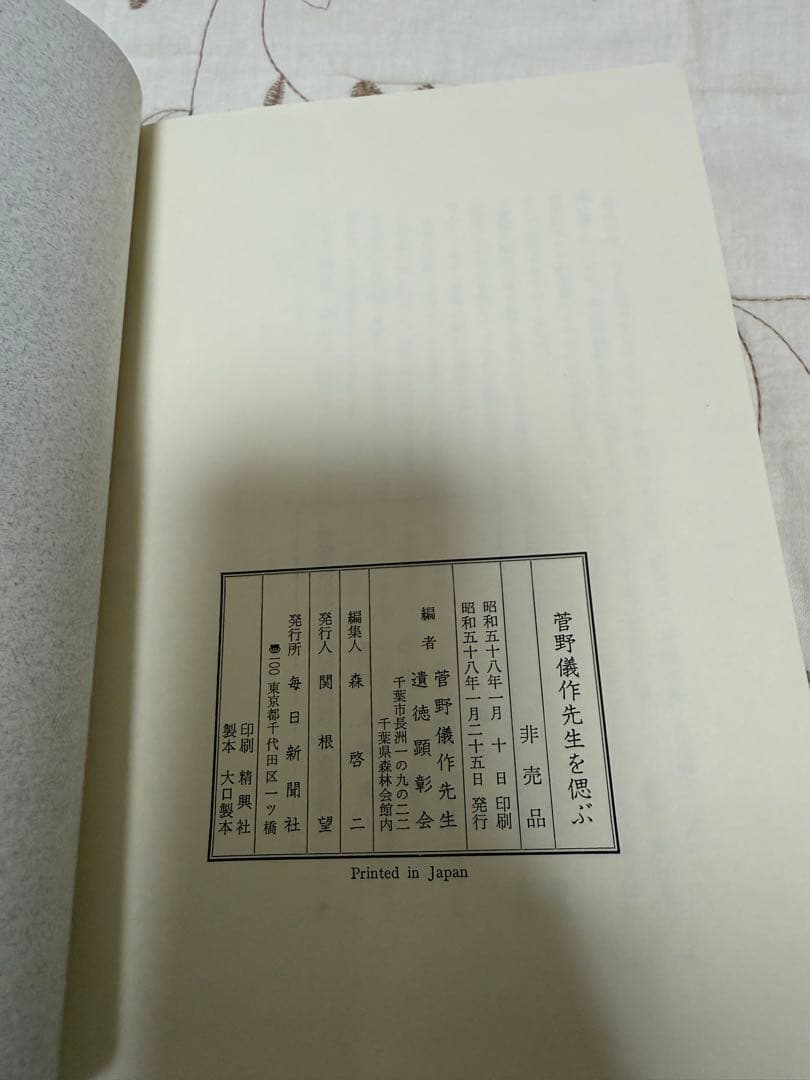 菅野儀作先生を偲ぶ
非売品
昭和五十八年一月十日 印刷
昭和五十八年一月二十五日 発行
編者 菅野儀作先生
遺徳顕彰会
千葉市長洲一の九の二二
千葉県森林会館内
編集人 森啓二
発行人 関根望
発行所 毎日新聞社
〠一〇〇 東京都千代田区一ツ橋
印刷 精興社
製本 大口製本
Printed in Japan